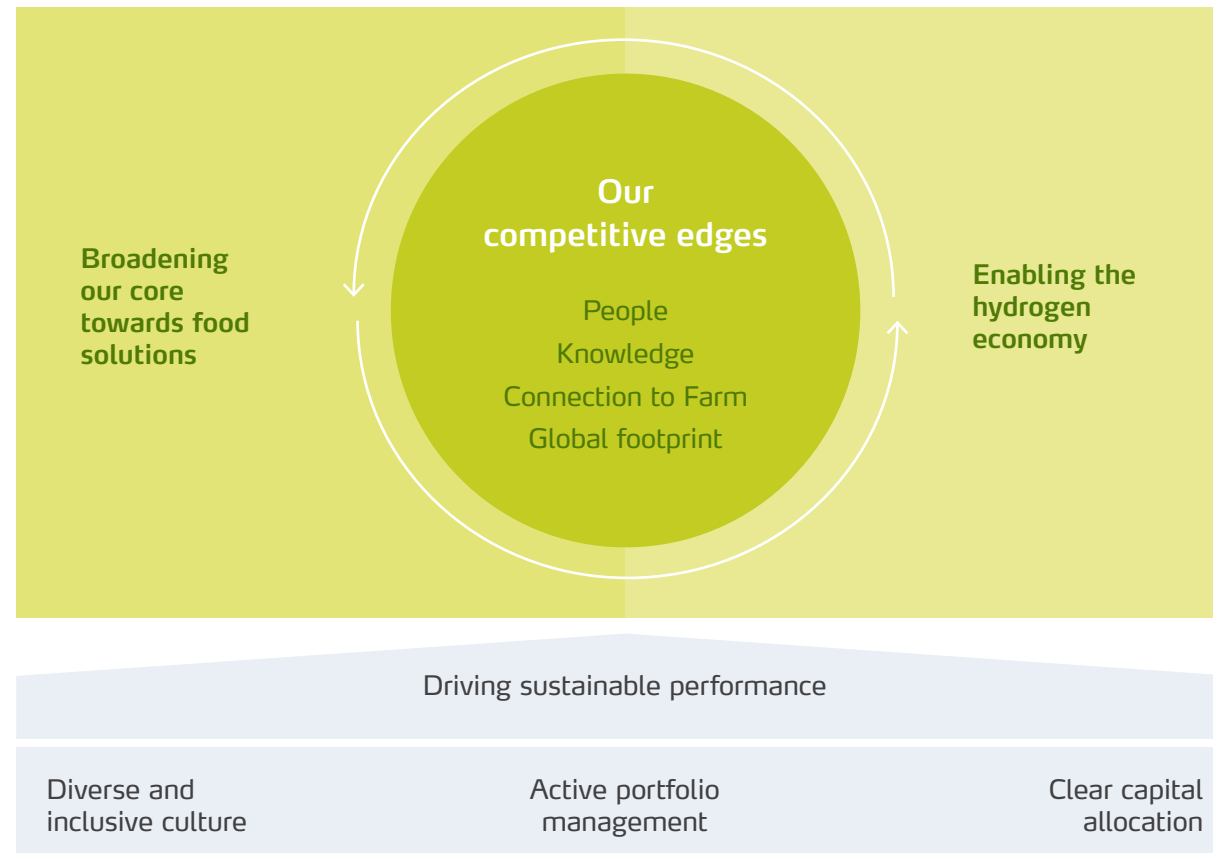 Our
competitive edges
People
Knowledge
Connection to Farm
Global footprint
Broadening
our core
towards food
solutions
Enabling the
hydrogen
economy
Driving sustainable performance
Diverse and
inclusive culture
Active portfolio
management
Clear capital
allocation